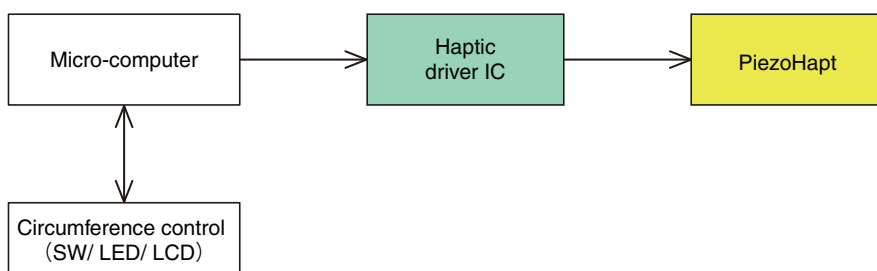 Micro-computer
Haptic
driver IC
PiezoHapt
Circumference control
（SW/ LED/ LCD）